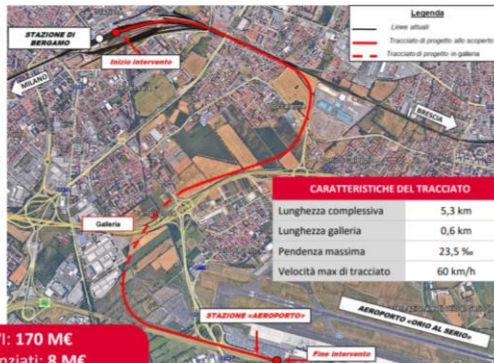 Legenda
Linee attuali
Tracciato di progetto allo scoperto
Tracciato di progetto in galleria
STAZIONE DI
BERGAMO
Inizio intervento
MILANO
BRESCIA
Galleria
CARATTERISTICHE DEL TRACCIATO
Lunghezza complessiva 5,3 km
Lunghezza galleria 0,6 km
Pendenza massima 23,5 ‰
Velocità max di tracciato 60 km/h
STAZIONE «AEROPORTO»
AEROPORTO «ORIO AL SERIO»
Fine intervento
/I: 170 M€
nziati: 8 M€